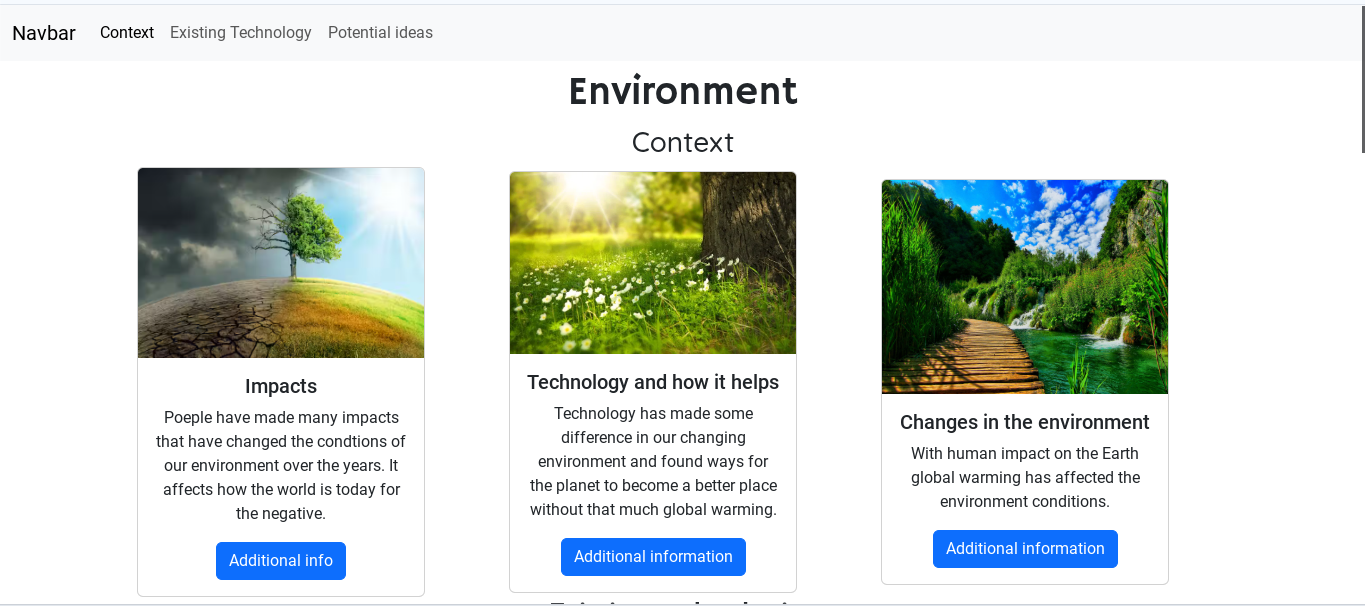 Navbar Context Existing Technology Potential ideas
Environment
Context
Impacts
Poeple have made many impacts
that have changed the condtions of
our environment over the years. It
affects how the world is today for
the negative.
Additional info
Technology and how it helps
Technology has made some
difference in our changing
environment and found ways for
the planet to become a better place
without that much global warming.
Additional information
Changes in the environment
With human impact on the Earth
global warming has affected the
environment conditions.
Additional information